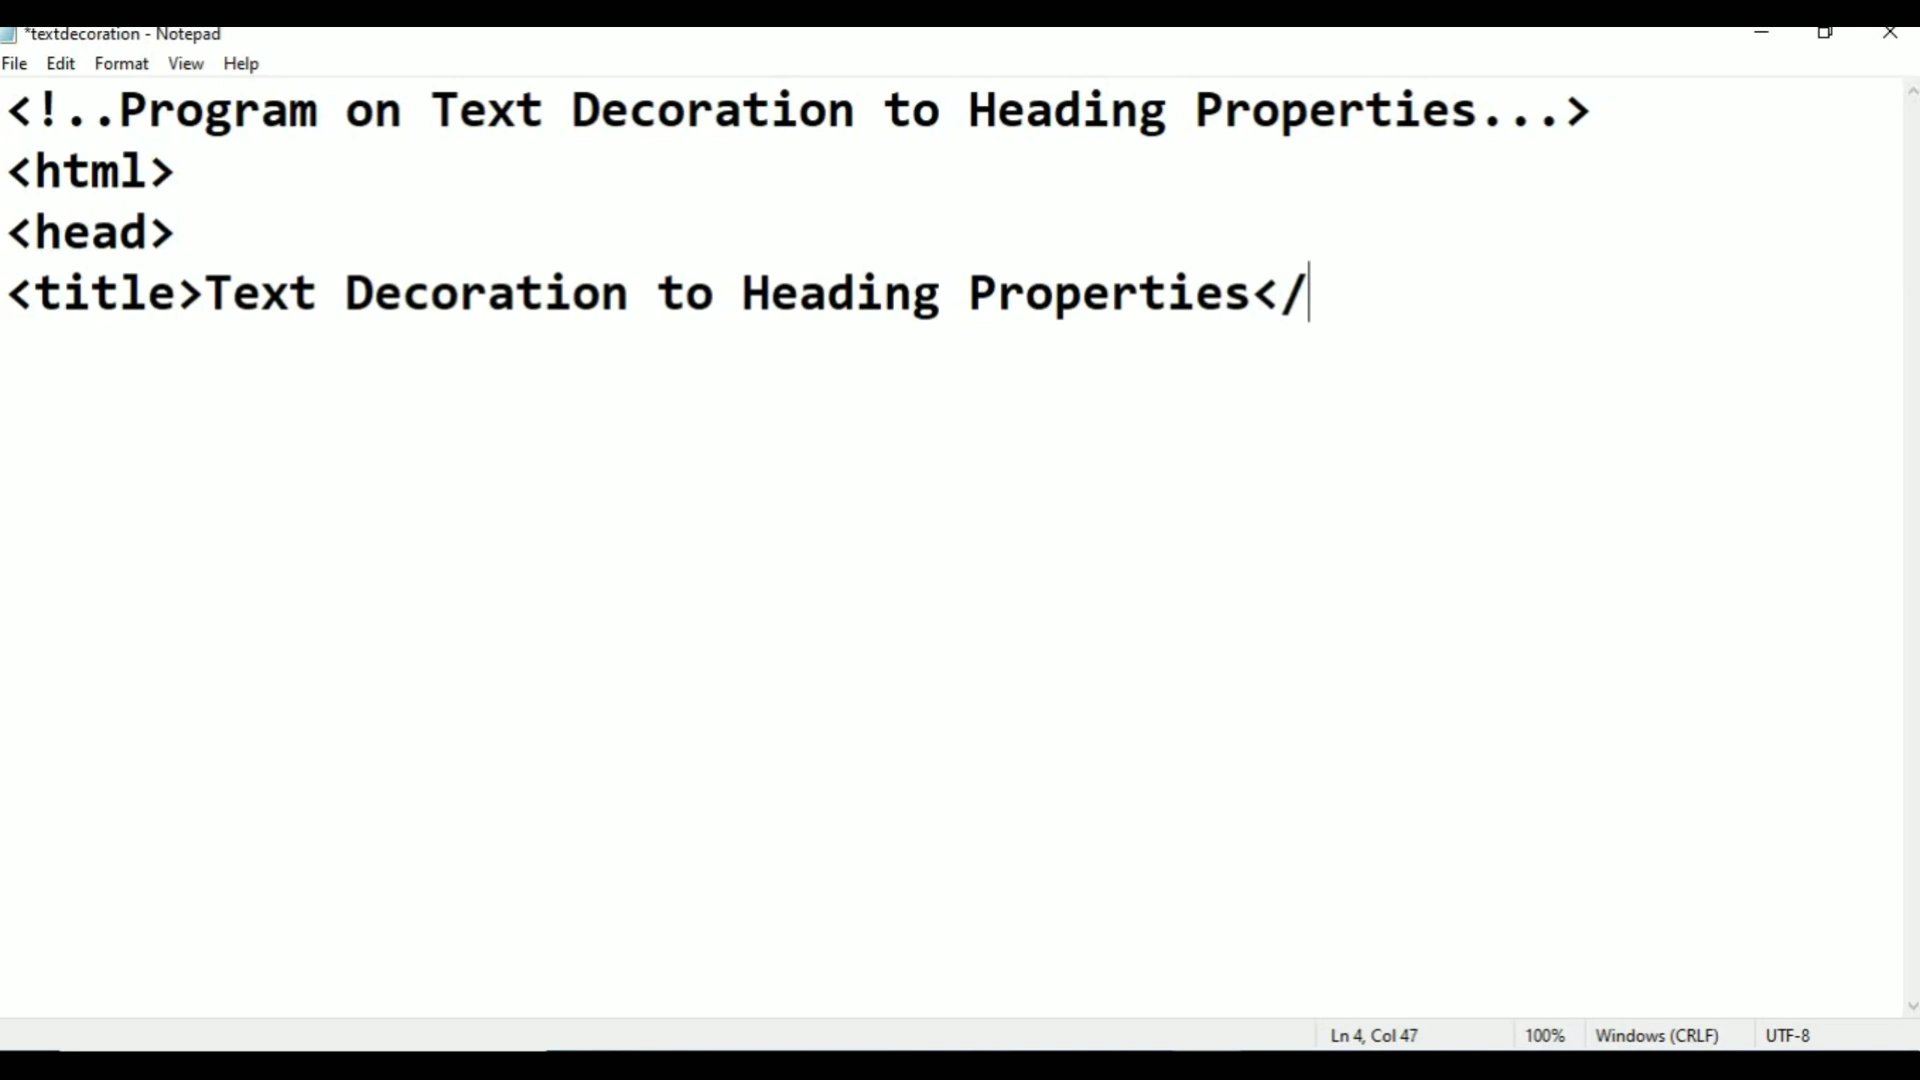 *textdecoration - Notepad
File Edit Format View Help
<!..Program on Text Decoration to Heading Properties...>
<html>
<head>
<title>Text Decoration to Heading Properties</
Ln 4, Col 47 100% Windows (CRLF) UTF-8